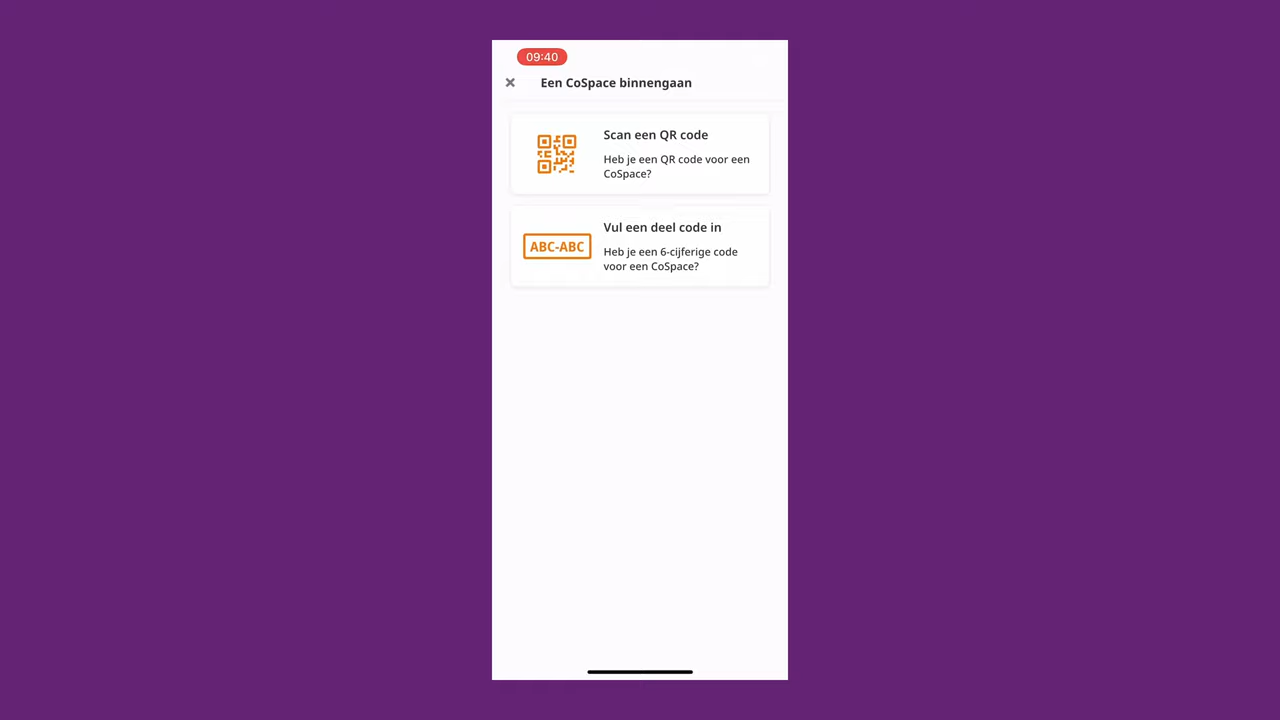 09:40
Een CoSpace binnengaan
Scan een QR code
Heb je een QR code voor een
CoSpace?
ABC-ABC
Vul een deel code in
Heb je een 6-cijferige code
voor een CoSpace?